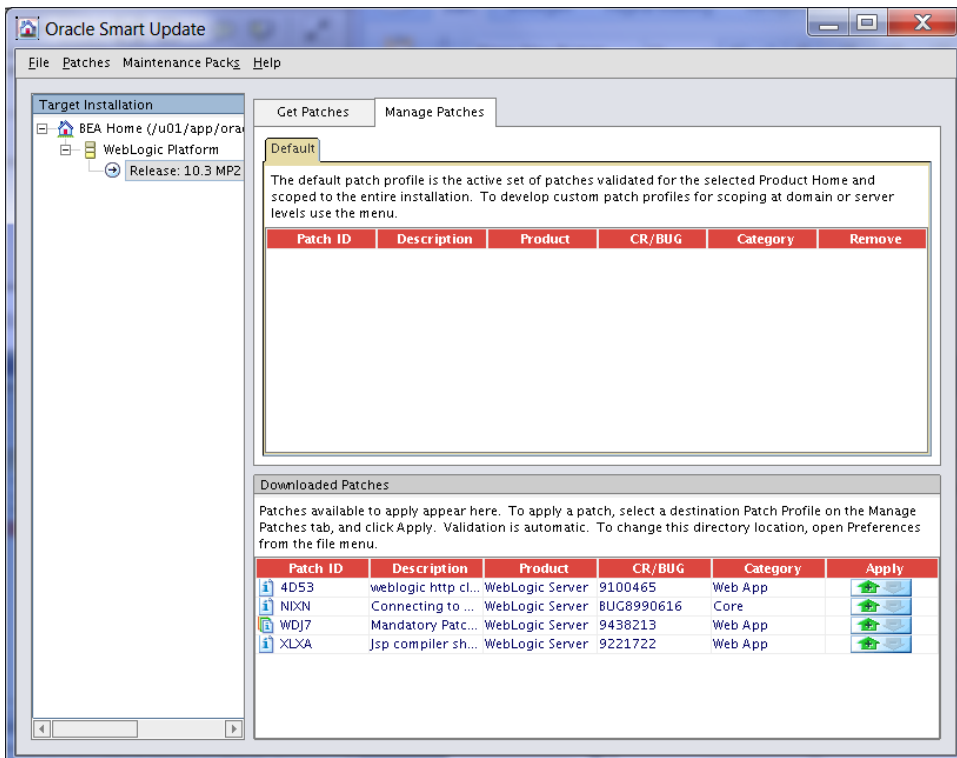 Oracle Smart Update
File Patches Maintenance Packs Help
Target Installation
BEA Home (/u01/app/ora
WebLogic Platform
Release: 10.3 MP2
Get Patches Manage Patches
Default
The default patch profile is the active set of patches validated for the selected Product Home and
scoped to the entire installation. To develop custom patch profiles for scoping at domain or server
levels use the menu.
Patch ID Description Product CR/BUG Category Remove
Downloaded Patches
Patches available to apply appear here. To apply a patch, select a destination Patch Profile on the Manage
Patches tab, and click Apply. Validation is automatic. To change this directory location, open Preferences
from the file menu.
Patch ID Description Product CR/BUG Category Apply
4D53 weblogic http cl... WebLogic Server 9100465 Web App
NIXN Connecting to ... WebLogic Server BUG8990616 Core
WDJ7 Mandatory Patc... WebLogic Server 9438213 Web App
XLXA Jsp compiler sh... WebLogic Server 9221722 Web App